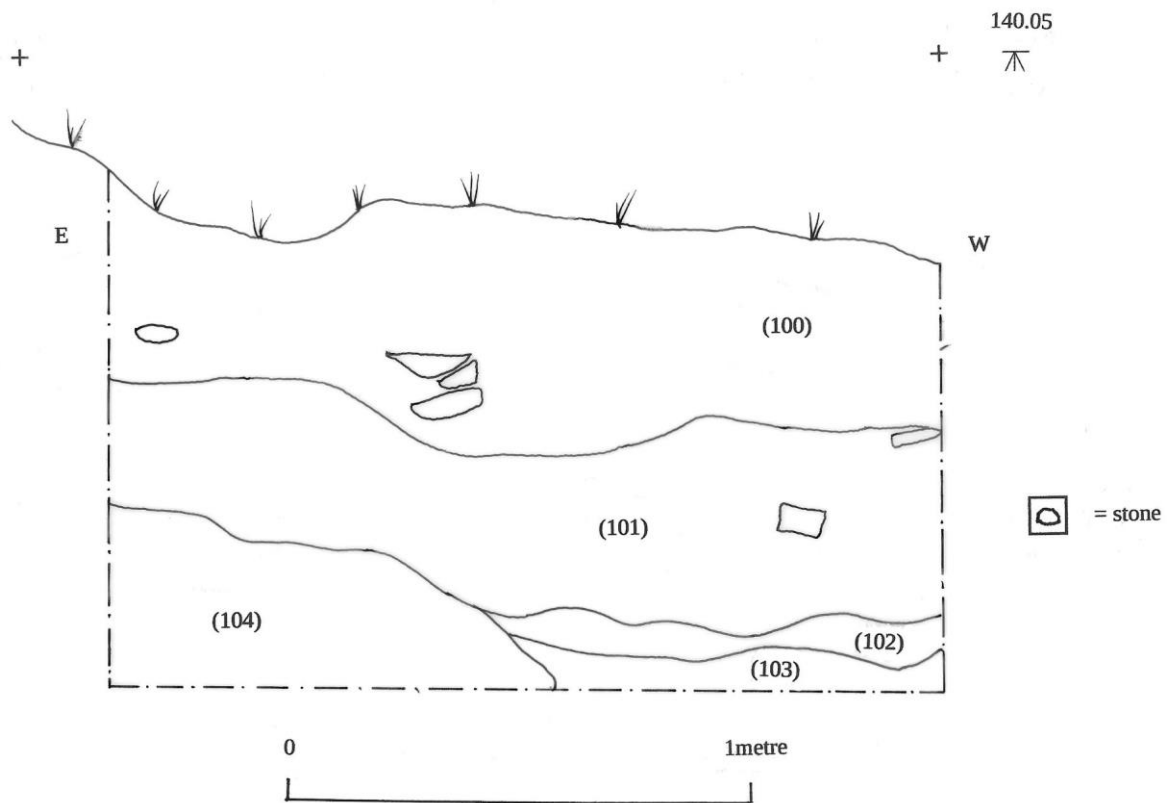 140.05
E
W
(100)
(101)
= stone
(104)
(102)
(103)
0
1metre